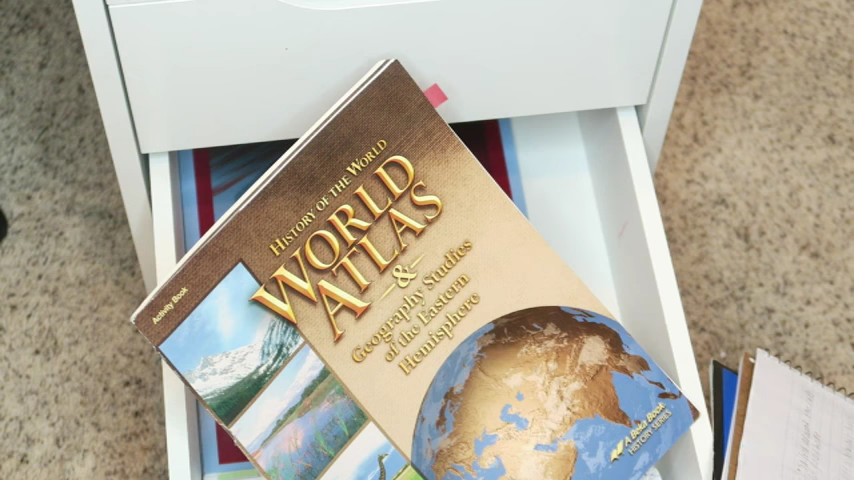 History of the World
WORLD
ATLAS
&
Geography Studies
of the Eastern
Hemisphere
Activity Book
A Beka Book
HISTORY SERIES